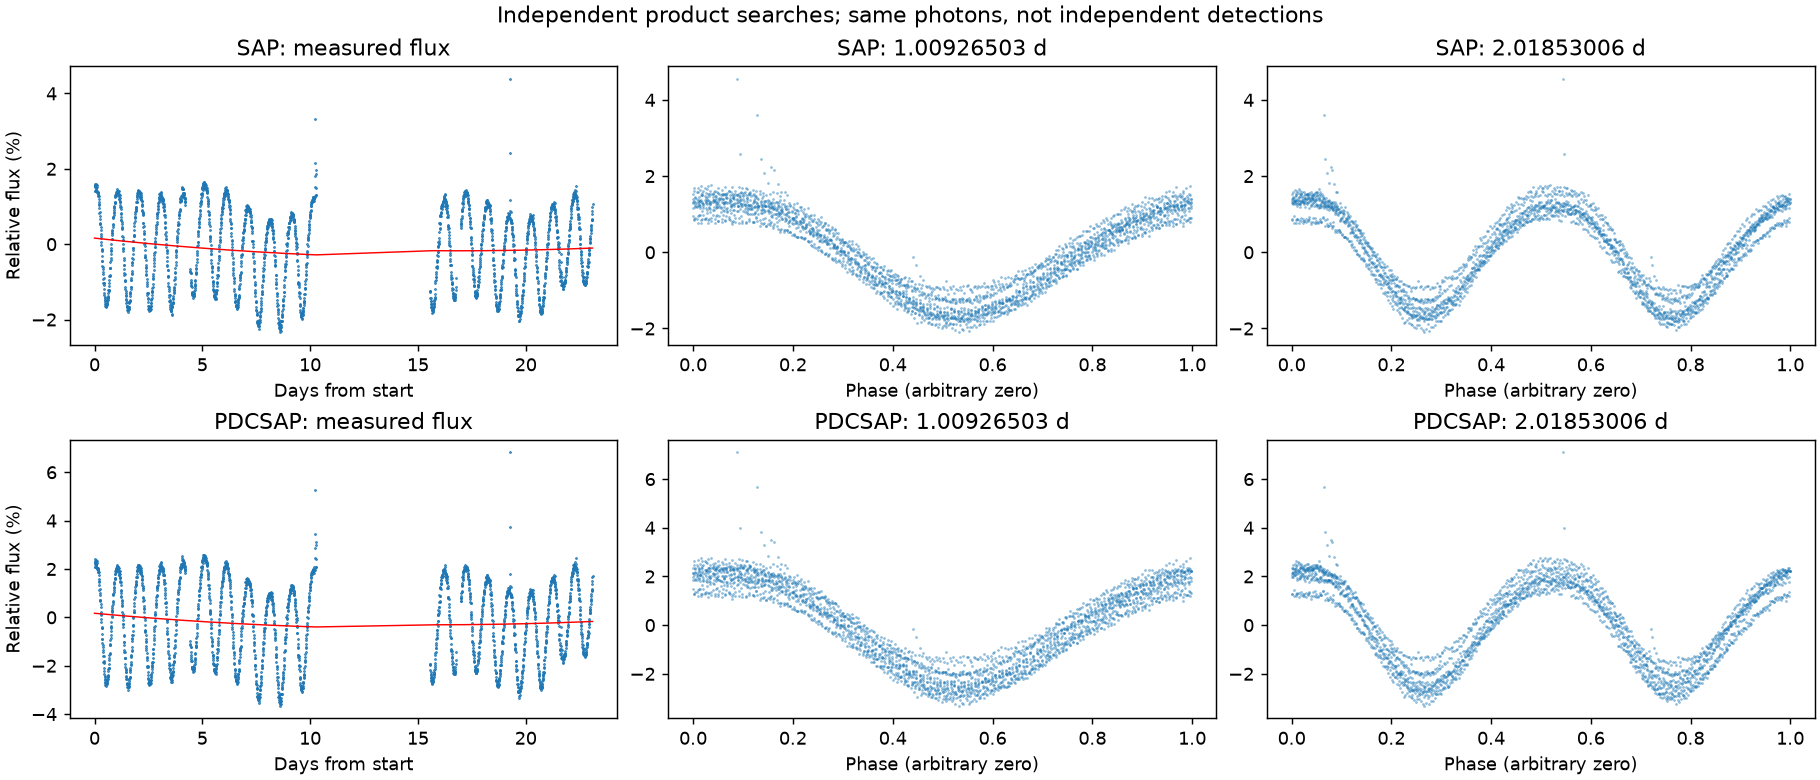 Independent product searches; same photons, not independent detections
SAP: measured flux
SAP: 1.00926503 d
SAP: 2.01853006 d
Relative flux (%)
4
2
0
−2
4
2
0
−2
4
2
0
−2
0 5 10 15 20
0.0 0.2 0.4 0.6 0.8 1.0
0.0 0.2 0.4 0.6 0.8 1.0
Days from start
Phase (arbitrary zero)
Phase (arbitrary zero)
PDCSAP: measured flux
PDCSAP: 1.00926503 d
PDCSAP: 2.01853006 d
Relative flux (%)
6
4
2
0
−2
−4
6
4
2
0
−2
6
4
2
0
−2
0 5 10 15 20
0.0 0.2 0.4 0.6 0.8 1.0
0.0 0.2 0.4 0.6 0.8 1.0
Days from start
Phase (arbitrary zero)
Phase (arbitrary zero)